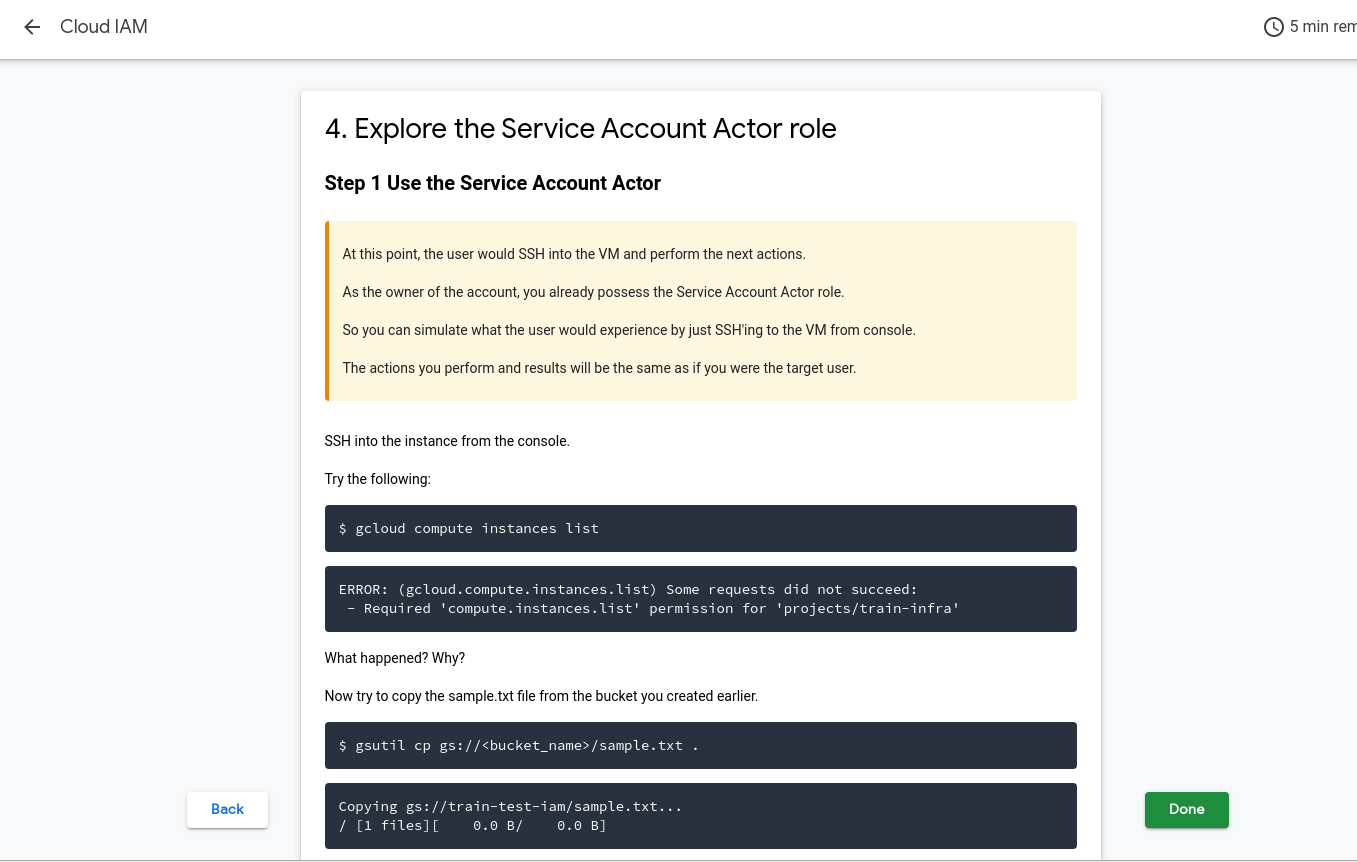 Cloud IAM
5 min rem
4. Explore the Service Account Actor role
Step 1 Use the Service Account Actor
At this point, the user would SSH into the VM and perform the next actions.
As the owner of the account, you already possess the Service Account Actor role.
So you can simulate what the user would experience by just SSH'ing to the VM from console.
The actions you perform and results will be the same as if you were the target user.
SSH into the instance from the console.
Try the following:
$ gcloud compute instances list
ERROR: (gcloud.compute.instances.list) Some requests did not succeed:
 - Required 'compute.instances.list' permission for 'projects/train-infra'
What happened? Why?
Now try to copy the sample.txt file from the bucket you created earlier.
$ gsutil cp gs://<bucket_name>/sample.txt .
Copying gs://train-test-iam/sample.txt...
/ [1 files][    0.0 B/    0.0 B]
Back
Done